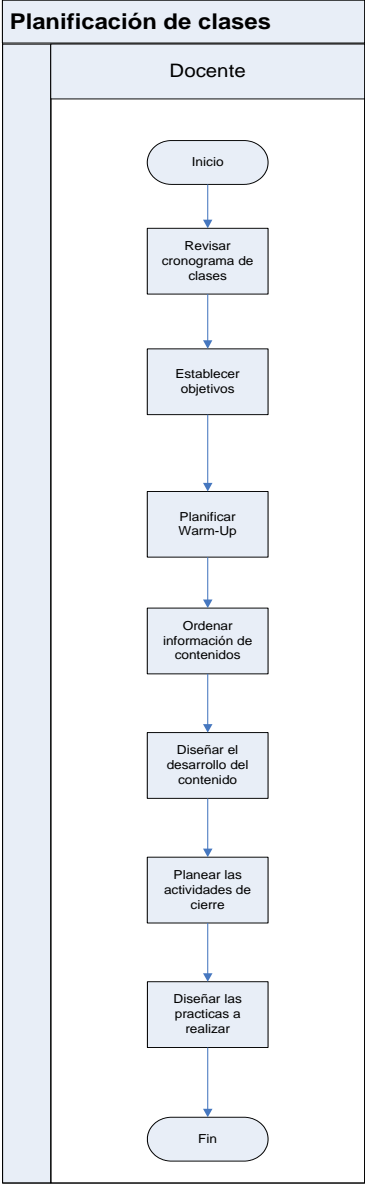 Planificación de clases
Docente
Inicio
Revisar
cronograma de
clases
Establecer
objetivos
Planificar
Warm-Up
Ordenar
información de
contenidos
Diseñar el
desarrollo del
contenido
Planear las
actividades de
cierre
Diseñar las
practicas a
realizar
Fin